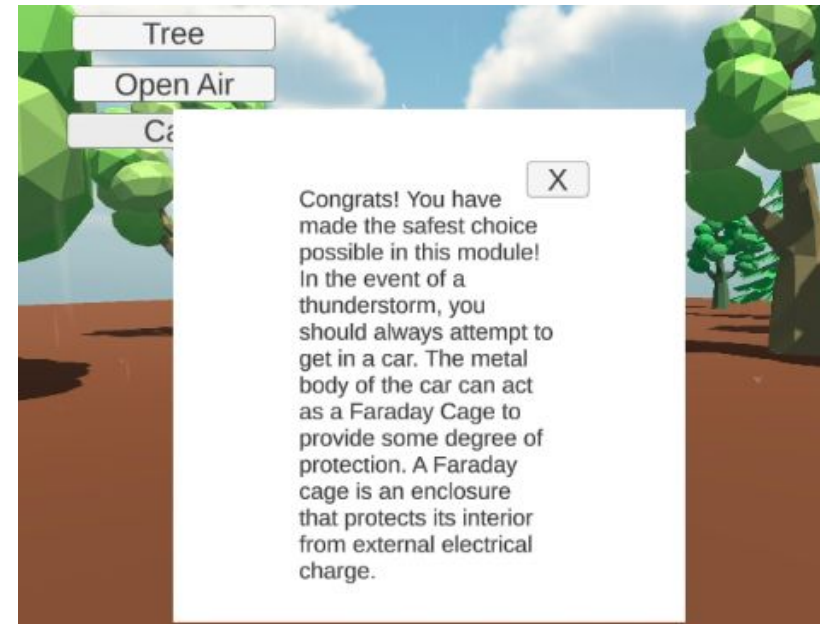 Tree
Open Air
X
Congrats! You have
made the safest choice
possible in this module!
In the event of a
thunderstorm, you
should always attempt to
get in a car. The metal
body of the car can act
as a Faraday Cage to
provide some degree of
protection. A Faraday
cage is an enclosure
that protects its interior
from external electrical
charge.